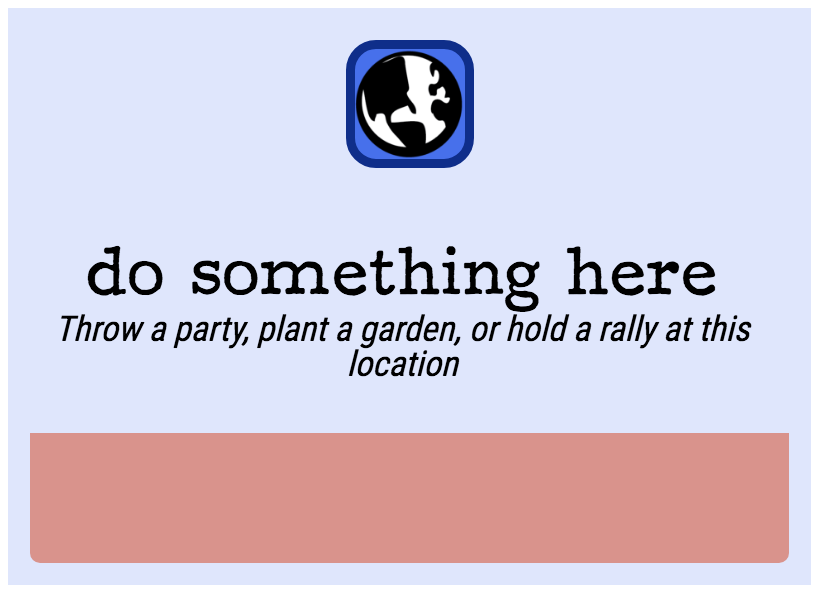 do something here
Throw a party, plant a garden, or hold a rally at this
location